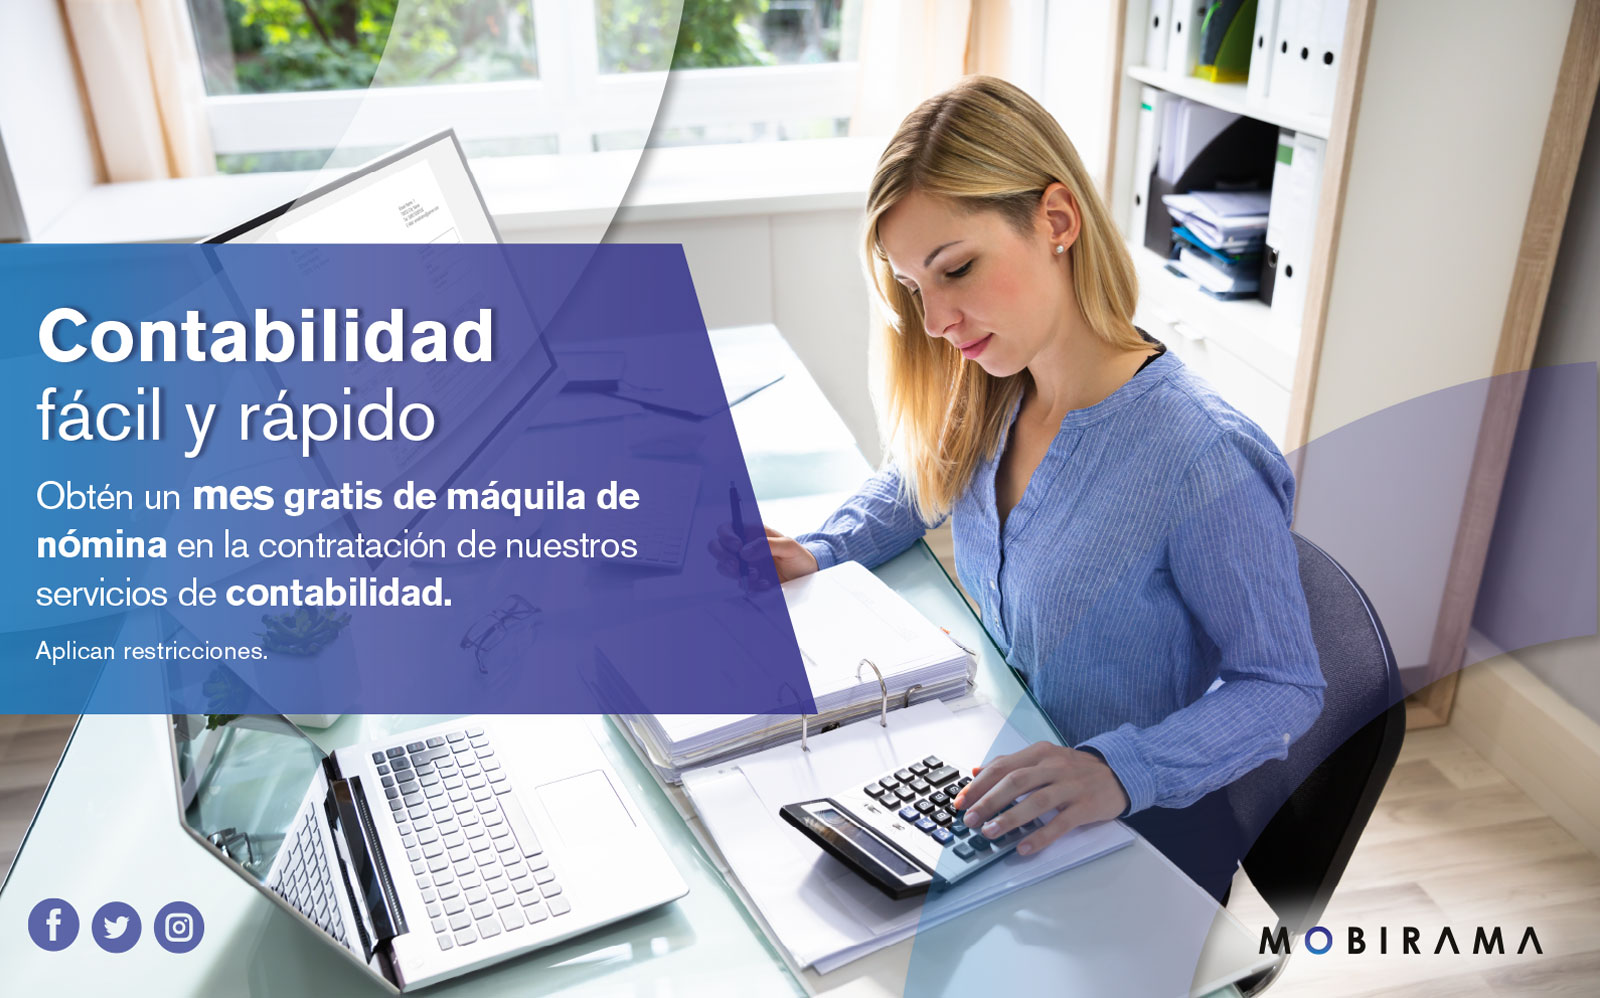 Contabilidad
fácil y rápido
Obtén un mes gratis de máquila de
nómina en la contratación de nuestros
servicios de contabilidad.
Aplican restricciones.
MOBIRAMA